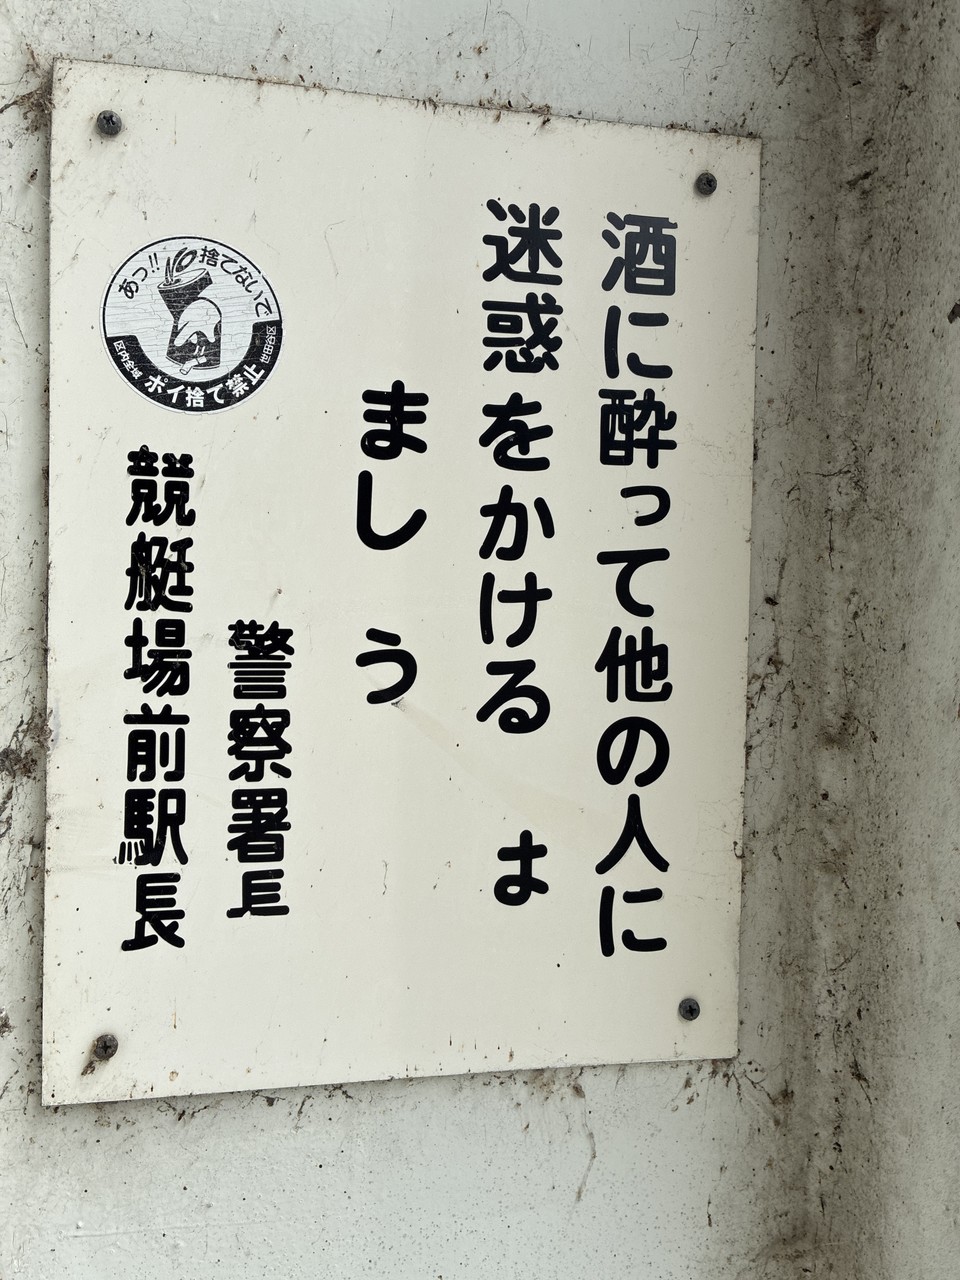 酒に酔って他の人に
迷惑をかける　は
まし　う
警察署長
競艇場前駅長
あっ!! 捨てないで
区内全域 ポイ捨て禁止 世田谷区